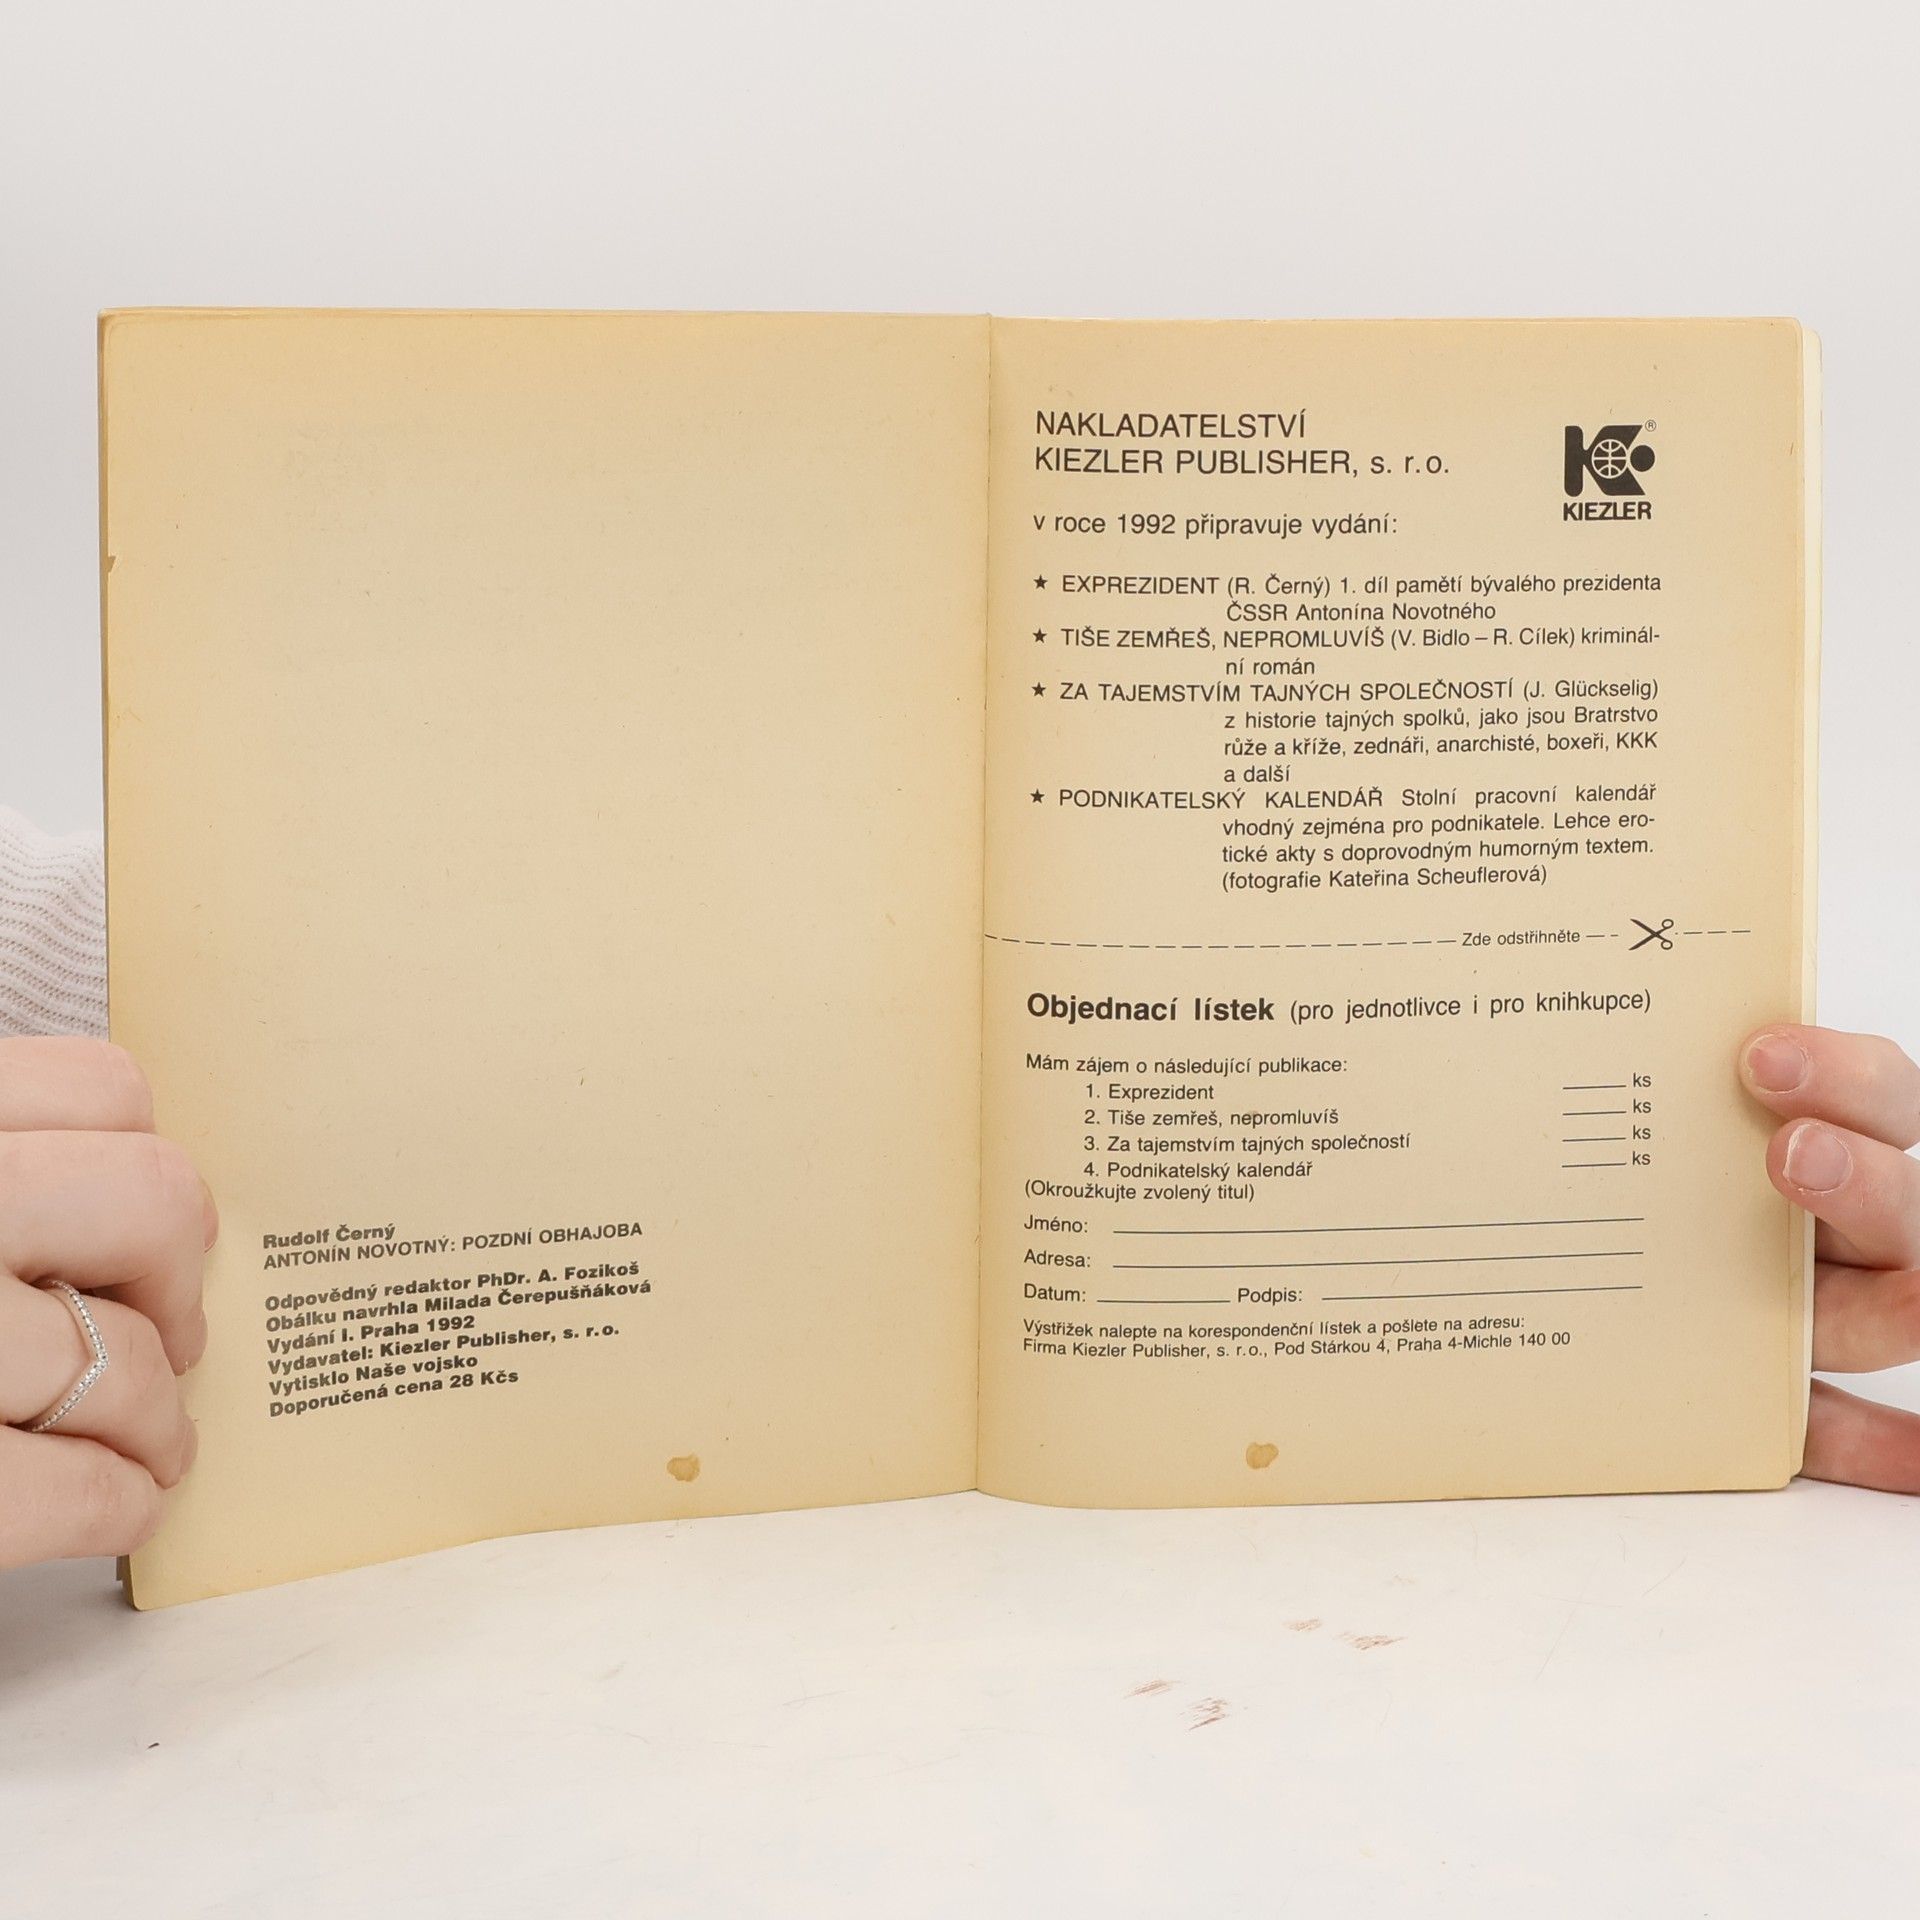 Rudolf Černý
ANTONÍN NOVOTNÝ: POZDNÍ OBHAJOBA
Odpovědný redaktor PhDr. A. Fozikoš
Obálku navrhla Milada Čerepušňáková
Vydání I. Praha 1992
Vydavatel: Kiezler Publisher, s. r. o.
Vytisklo Naše vojsko
Doporučená cena 28 Kčs
NAKLADATELSTVÍ
KIEZLER PUBLISHER, s. r. o.
®
KIEZLER
v roce 1992 připravuje vydání:
★ EXPREZIDENT (R. Černý) 1. díl pamětí bývalého prezidenta
ČSSR Antonína Novotného
★ TIŠE ZEMŘEŠ, NEPROMLUVÍŠ (V. Bidlo – R. Cílek) kriminál-
ní román
★ ZA TAJEMSTVÍM TAJNÝCH SPOLEČNOSTÍ (J. Glückselig)
z historie tajných spolků, jako jsou Bratrstvo
růže a kříže, zednáři, anarchisté, boxeři, KKK
a další
★ PODNIKATELSKÝ KALENDÁŘ Stolní pracovní kalendář
vhodný zejména pro podnikatele. Lehce ero-
tické akty s doprovodným humorným textem.
(fotografie Kateřina Scheuflerová)
Zde odstřihněte
Objednací lístek (pro jednotlivce i pro knihkupce)
Mám zájem o následující publikace:
1. Exprezident ______ ks
2. Tiše zemřeš, nepromluvíš ______ ks
3. Za tajemstvím tajných společností ______ ks
4. Podnikatelský kalendář ______ ks
(Okroužkujte zvolený titul)
Jméno:
Adresa:
Datum: ____________ Podpis:
Výstřižek nalepte na korespondenční lístek a pošlete na adresu:
Firma Kiezler Publisher, s. r. o., Pod Stárkou 4, Praha 4-Michle 140 00